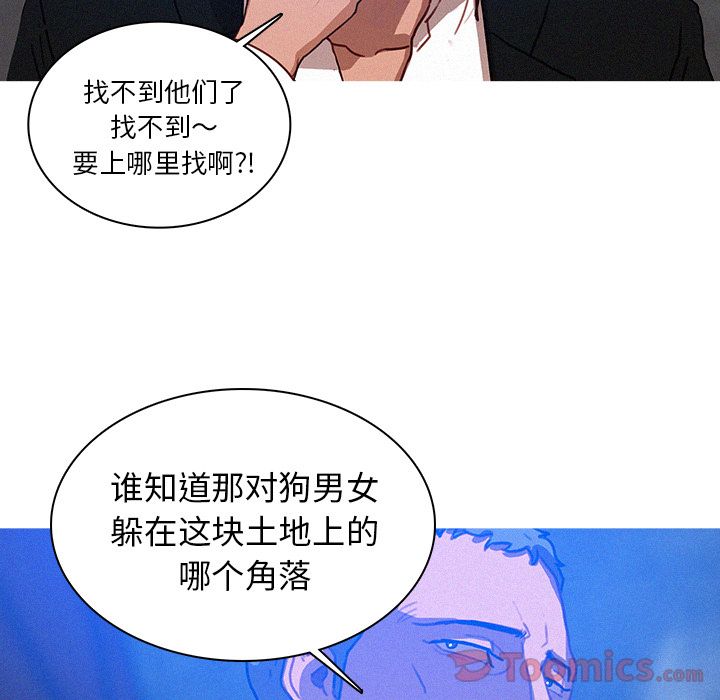 找不到他们了
找不到～
要上哪里找啊?!
谁知道那对狗男女
躲在这块土地上的
哪个角落
Toomics.com